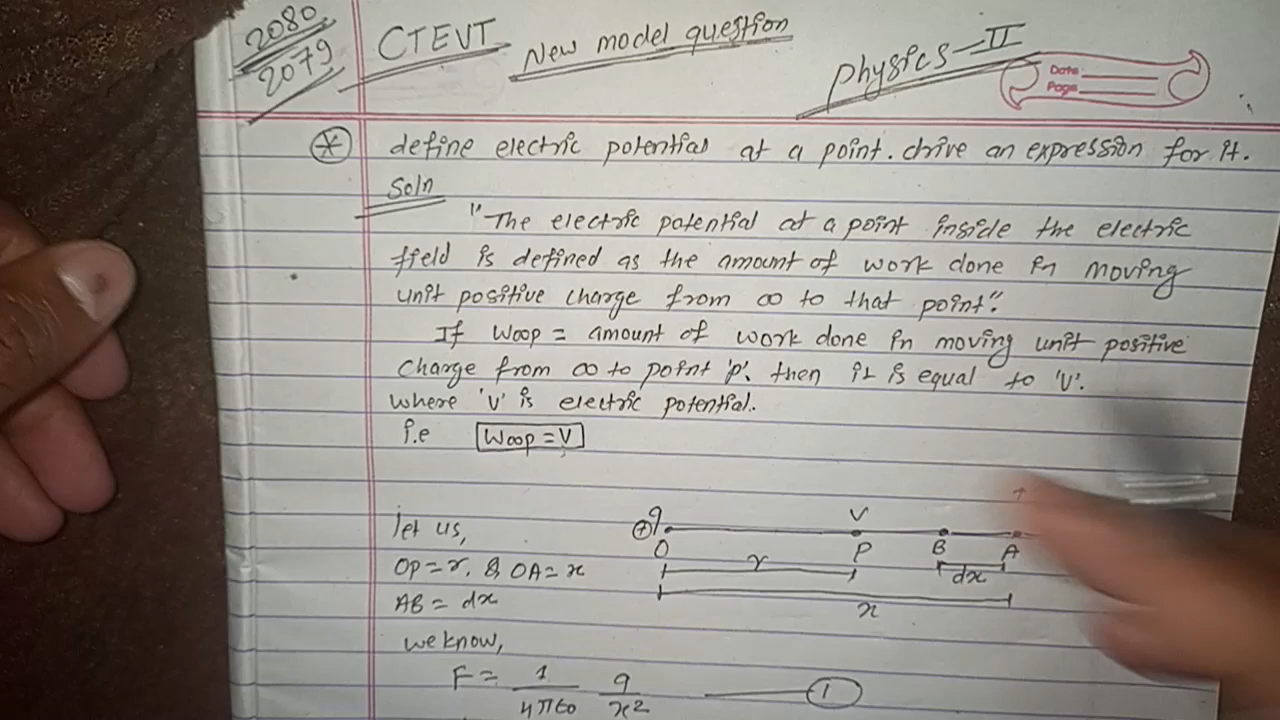 2080
2079
CTEVT New model question
Physics-II
Date:
Page:
⊛ define electric potential at a point. drive an expression for it.
Soln
"The electric potential at a point inside the electric
field is defined as the amount of work done in moving
unit positive charge from ∞ to that point".
If W∞p = amount of work done in moving unit positive
charge from ∞ to point 'p'. then it is equal to 'V'.
where 'v' is electric potential.
i.e W∞p = V
let us,
OP = r, & OA = x
AB = dx
we know,
F = 1/4πε0 q/x² ——— ①
⊕ q V +
O P B A
r dx
x